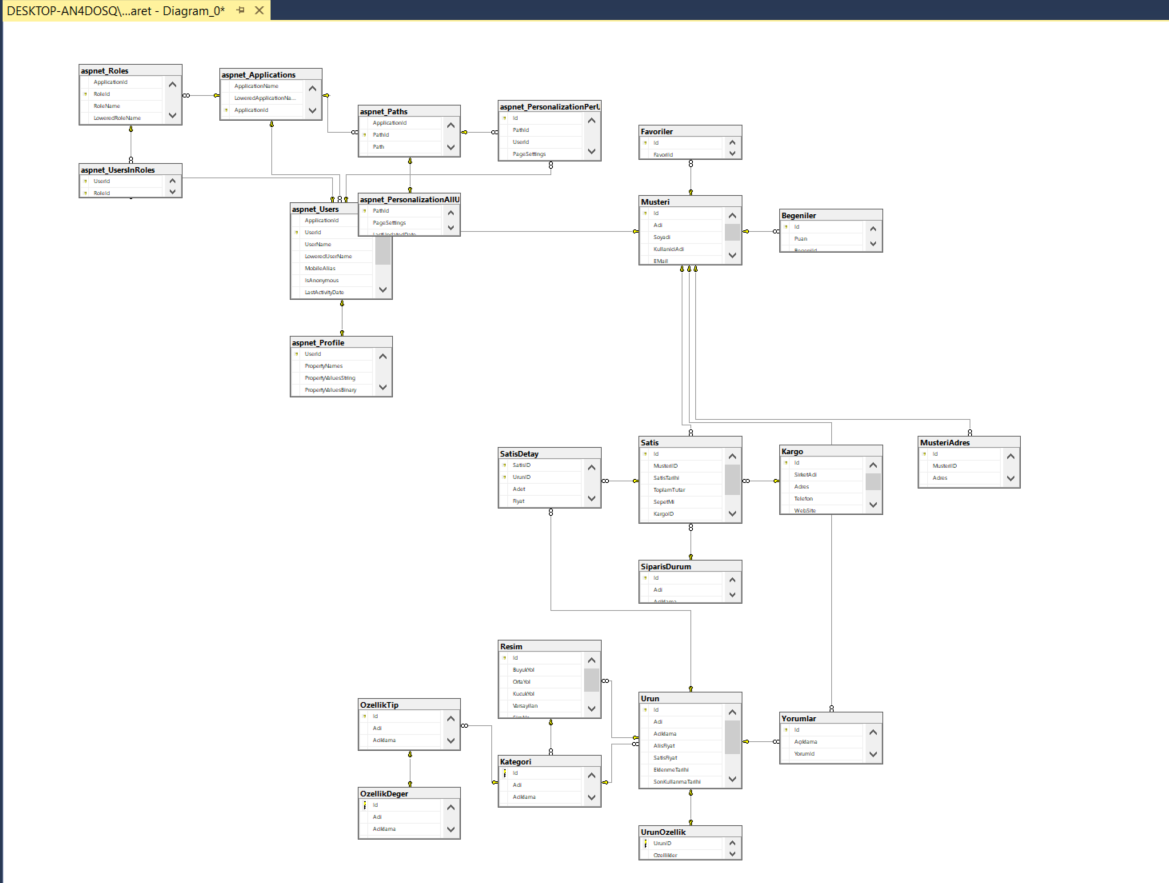 DESKTOP-AN4DOSQ\...aret - Diagram_0*
aspnet_Roles
ApplicationId
RoleId
RoleName
LoweredRoleName
aspnet_Applications
ApplicationName
LoweredApplicationNa...
ApplicationId
aspnet_Paths
ApplicationId
PathId
Path
aspnet_PersonalizationPerU
Id
PathId
UserId
PageSettings
Favoriler
Id
FavoriId
aspnet_UsersInRoles
UserId
RoleId
aspnet_Users
ApplicationId
UserId
UserName
LoweredUserName
MobileAlias
IsAnonymous
LastActivityDate
aspnet_PersonalizationAllU
PathId
PageSettings
LastUpdatedDate
Musteri
Id
Adi
Soyadi
KullaniciAdi
EMail
Begeniler
Id
Puan
aspnet_Profile
UserId
PropertyNames
PropertyValuesString
PropertyValuesBinary
SatisDetay
SatisID
UrunID
Adet
Fiyat
Satis
Id
MusteriID
SatisTarihi
ToplamTutar
SepetMi
KargoID
Kargo
Id
SirketAdi
Adres
Telefon
WebSite
MusteriAdres
Id
MusteriID
Adres
SiparisDurum
Id
Adi
Aciklama
Resim
Id
BuyukYol
OrtaYol
KucukYol
Varsayilan
OzellikTip
Id
Adi
Aciklama
Urun
Id
Adi
Aciklama
AlisFiyat
SatisFiyat
EklenmeTarihi
SonKullanmaTarihi
Yorumlar
Id
Açıklama
YorumId
Kategori
Id
Adi
Aciklama
OzellikDeger
Id
Adi
Aciklama
UrunOzellik
UrunID